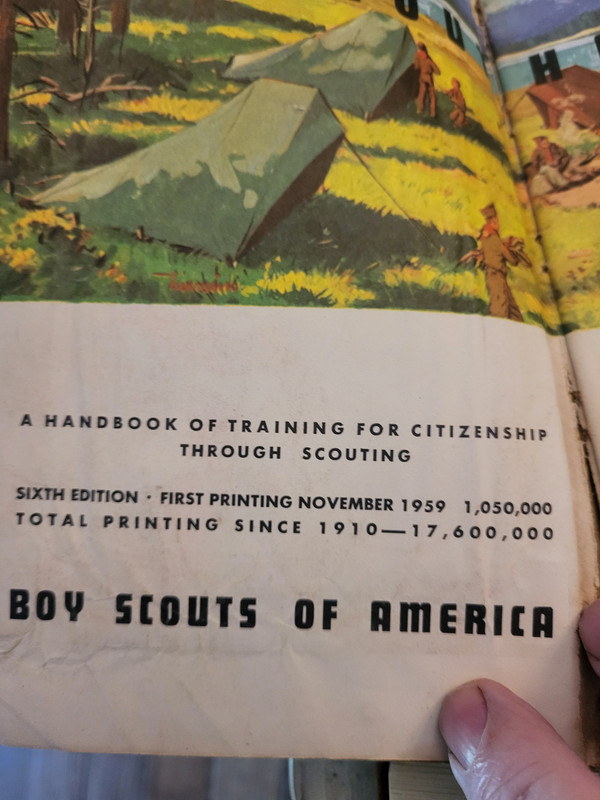 OU
H
A HANDBOOK OF TRAINING FOR CITIZENSHIP
THROUGH SCOUTING
SIXTH EDITION · FIRST PRINTING NOVEMBER 1959 1,050,000
TOTAL PRINTING SINCE 1910—17,600,000
BOY SCOUTS OF AMERICA